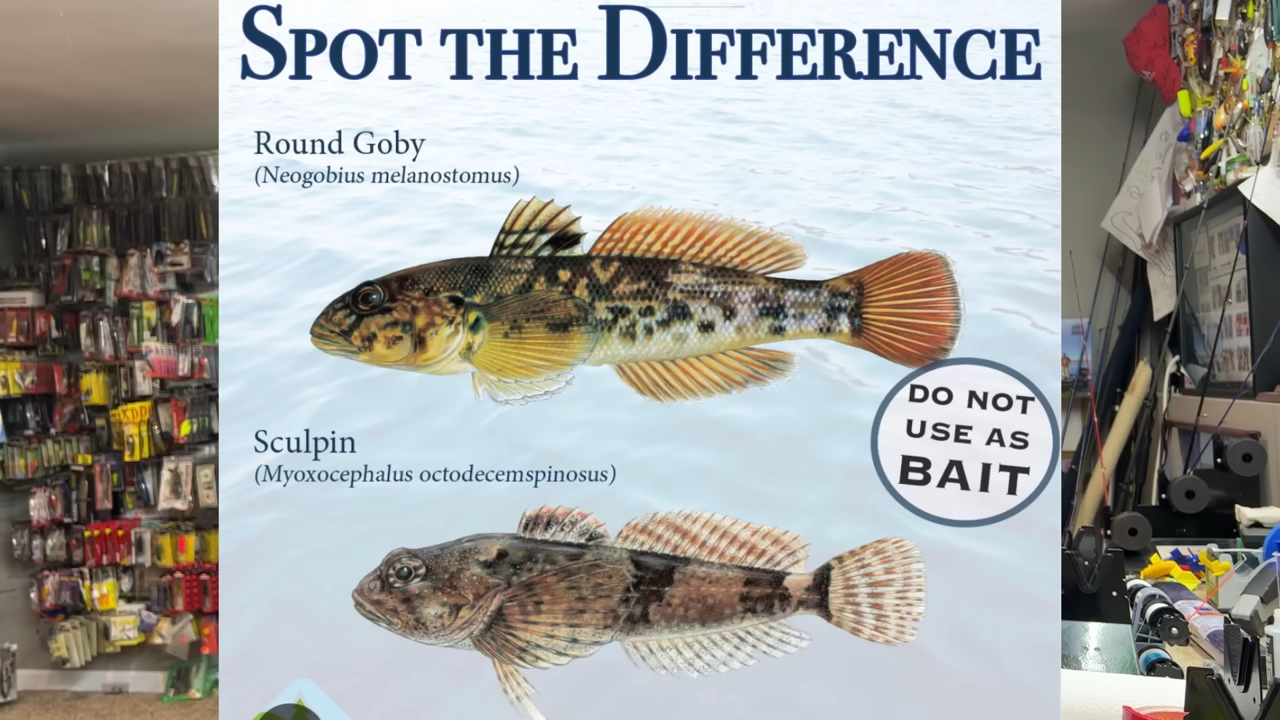 SPOT THE DIFFERENCE
Round Goby
(Neogobius melanostomus)
DO NOT
USE AS
BAIT
Sculpin
(Myoxocephalus octodecemspinosus)